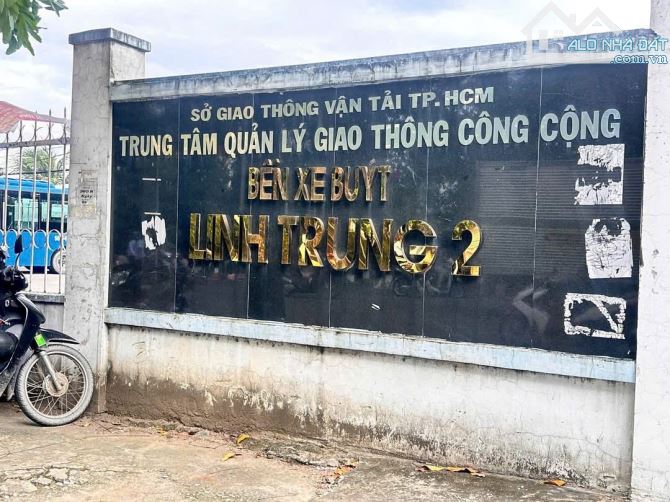 ALO NHÀ ĐẤT
.com.vn
SỞ GIAO THÔNG VẬN TẢI TP.HCM
TRUNG TÂM QUẢN LÝ GIAO THÔNG CÔNG CỘNG
BẾN XE BUÝT
LINH TRUNG 2